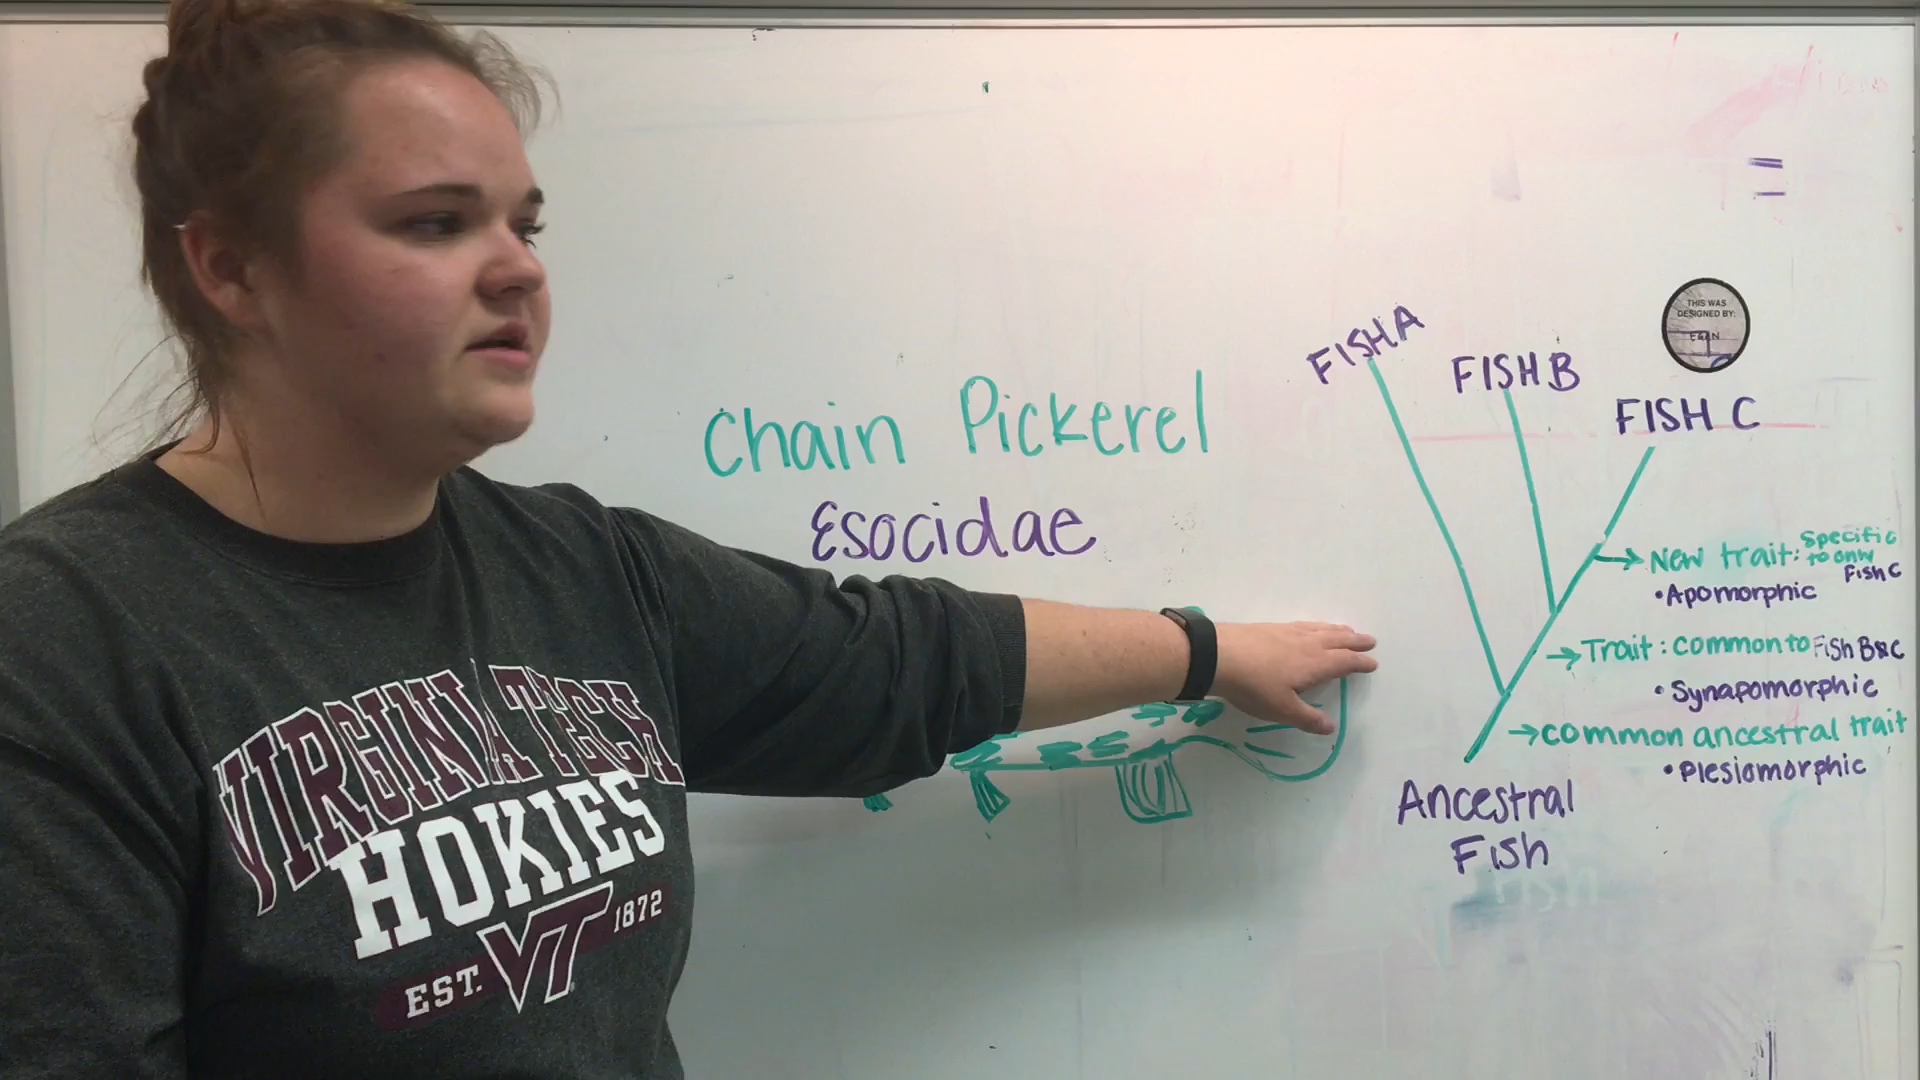 Chain Pickerel
Esocidae
FISH A
FISH B
FISH C
THIS WAS
DESIGNED BY:
EGAN
→ New trait: specific
to only
Fish C
• Apomorphic
→ Trait: common to Fish B&C
• Synapomorphic
→ common ancestral trait
• Plesiomorphic
Ancestral
Fish
VIRGINIA TECH
HOKIES
EST. VT 1872